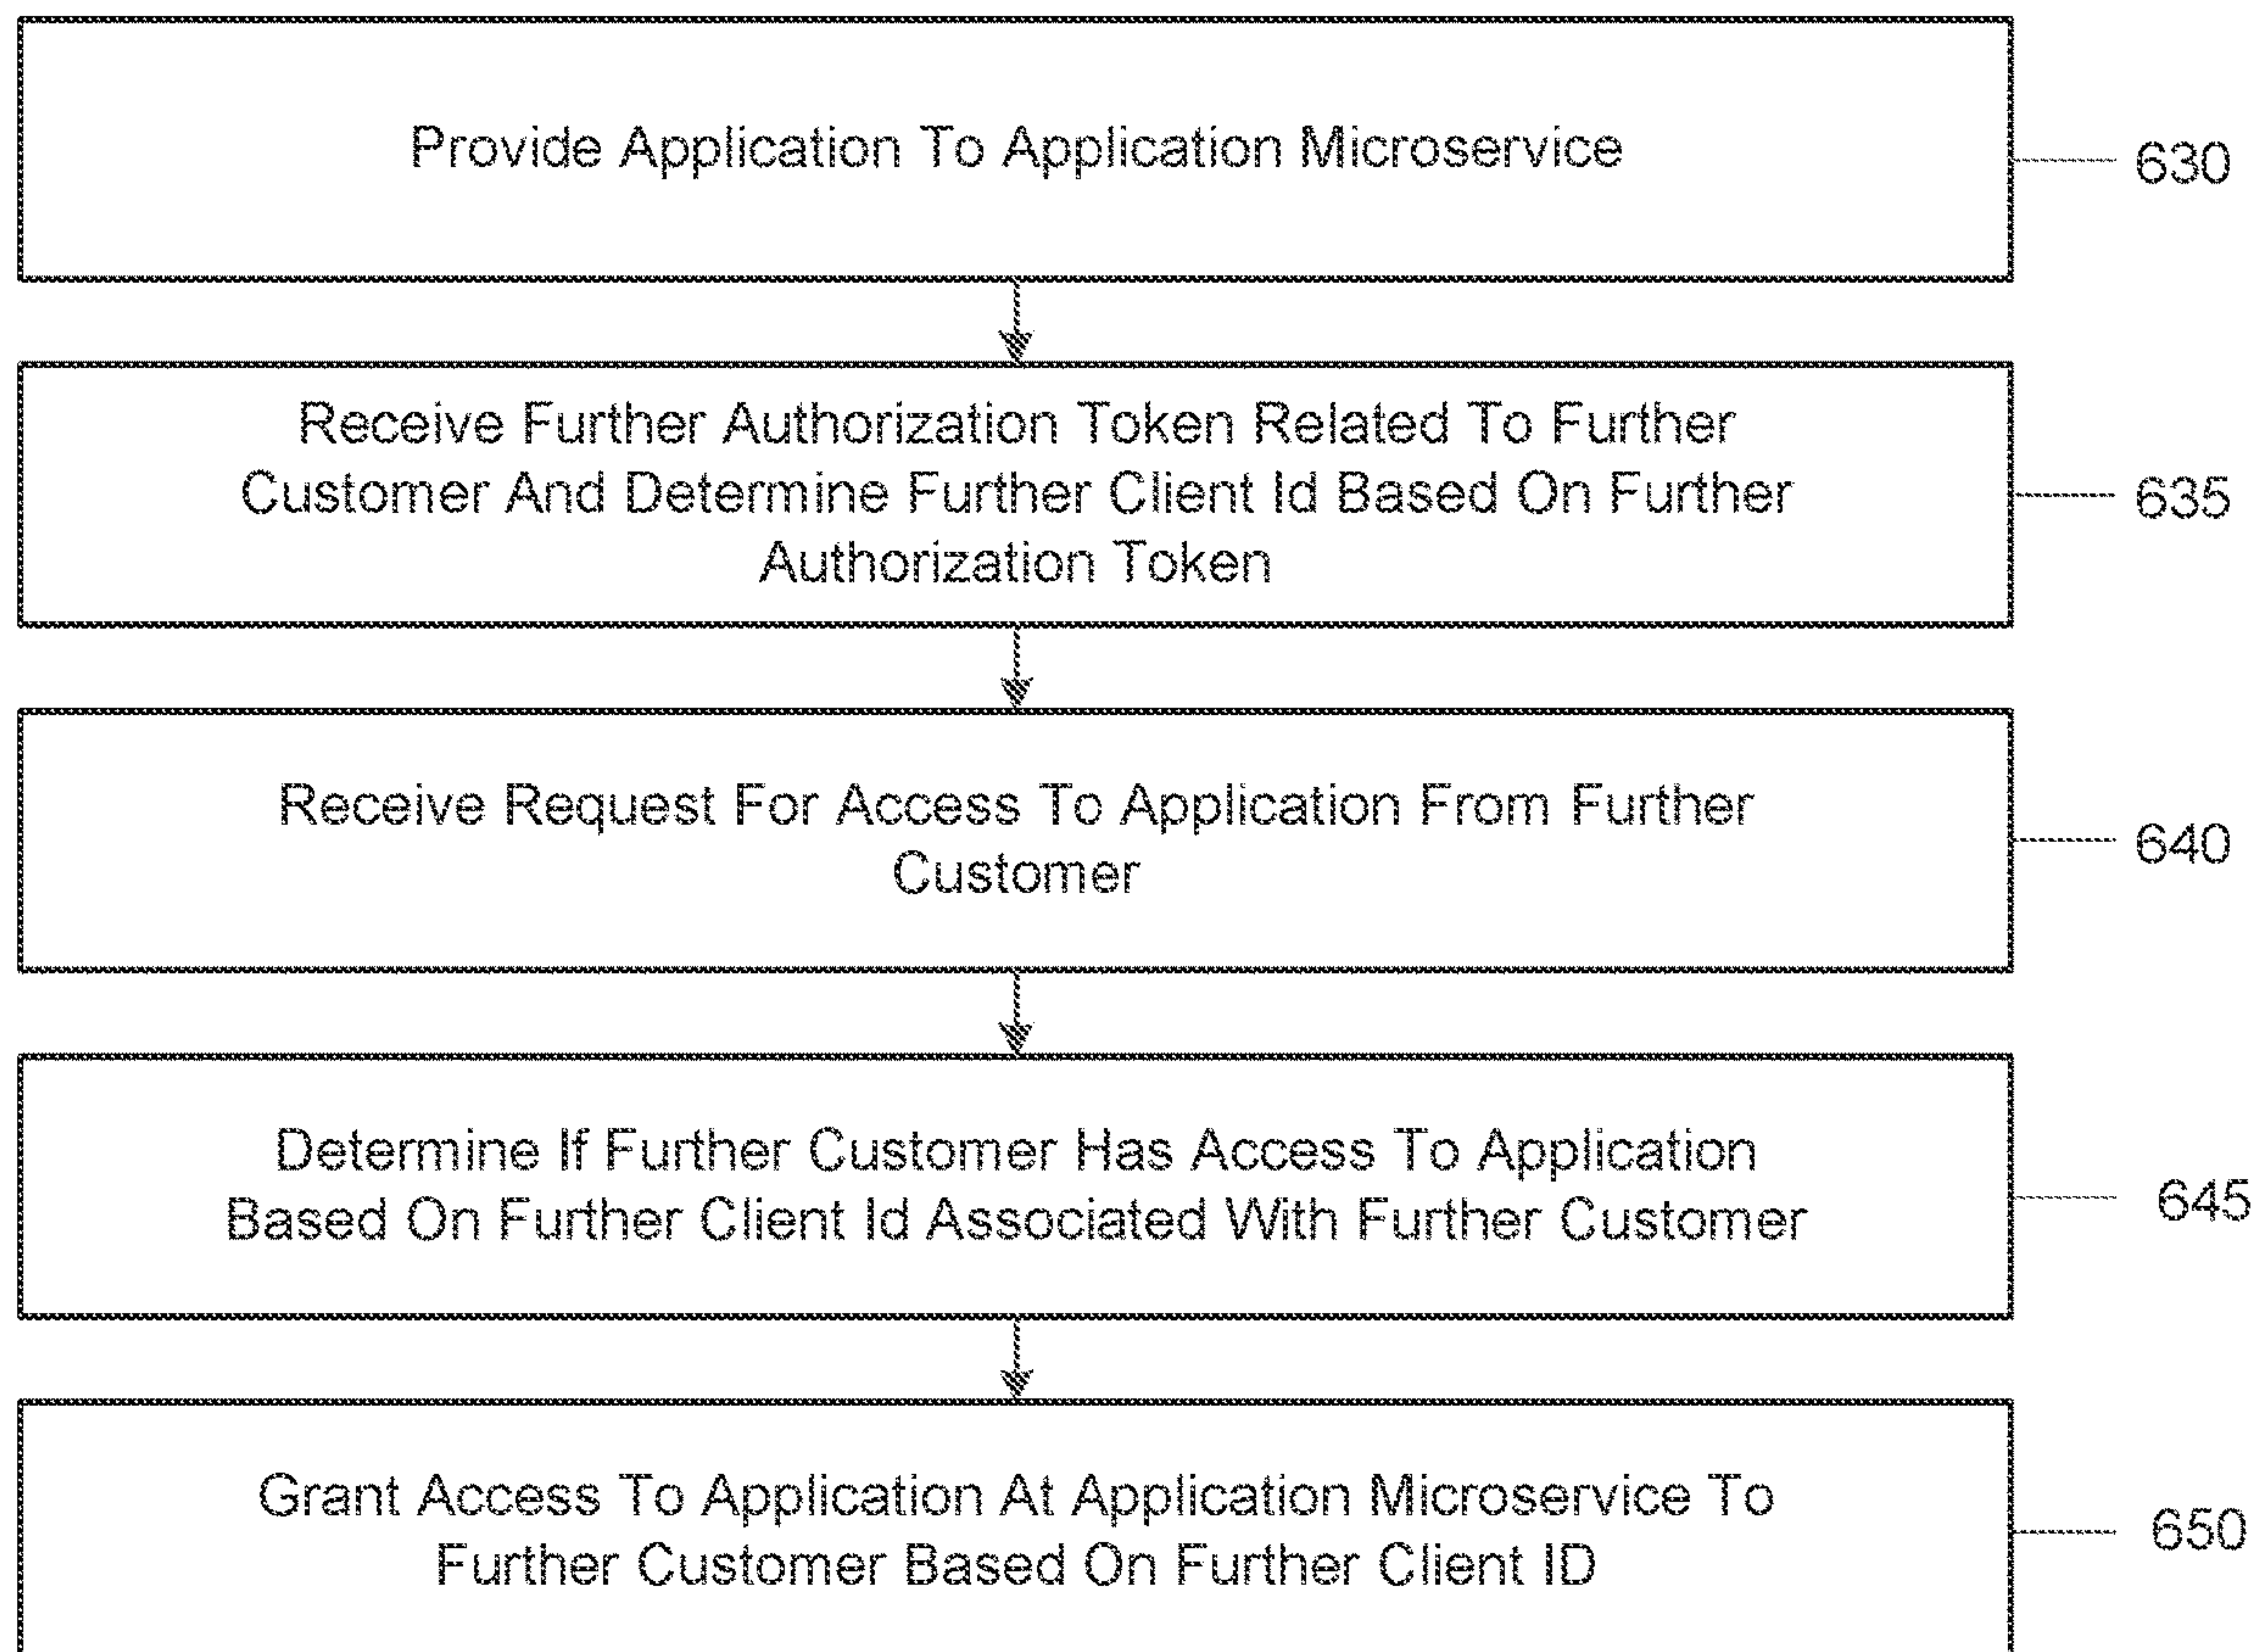 Provide Application To Application Microservice
630
Receive Further Authorization Token Related To Further
Customer And Determine Further Client Id Based On Further
Authorization Token
635
Receive Request For Access To Application From Further
Customer
640
Determine If Further Customer Has Access To Application
Based On Further Client Id Associated With Further Customer
645
Grant Access To Application At Application Microservice To
Further Customer Based On Further Client ID
650